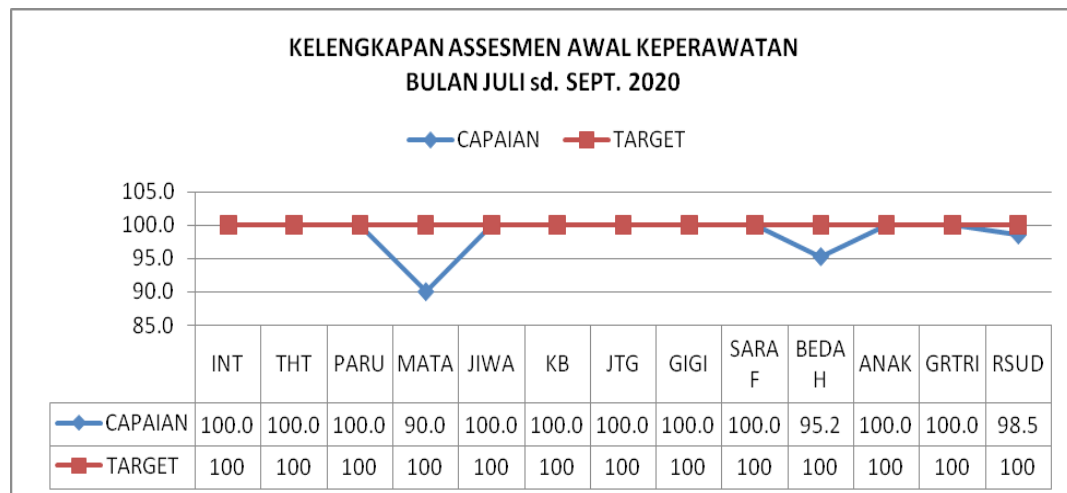 KELENGKAPAN ASSESMEN AWAL KEPERAWATAN
BULAN JULI sd. SEPT. 2020
CAPAIAN TARGET
105.0
100.0
95.0
90.0
85.0
INT THT PARU MATA JIWA KB JTG GIGI SARA BEDA ANAK GRTRI RSUD
F H
CAPAIAN 100.0 100.0 100.0 90.0 100.0 100.0 100.0 100.0 100.0 95.2 100.0 100.0 98.5
TARGET 100 100 100 100 100 100 100 100 100 100 100 100 100